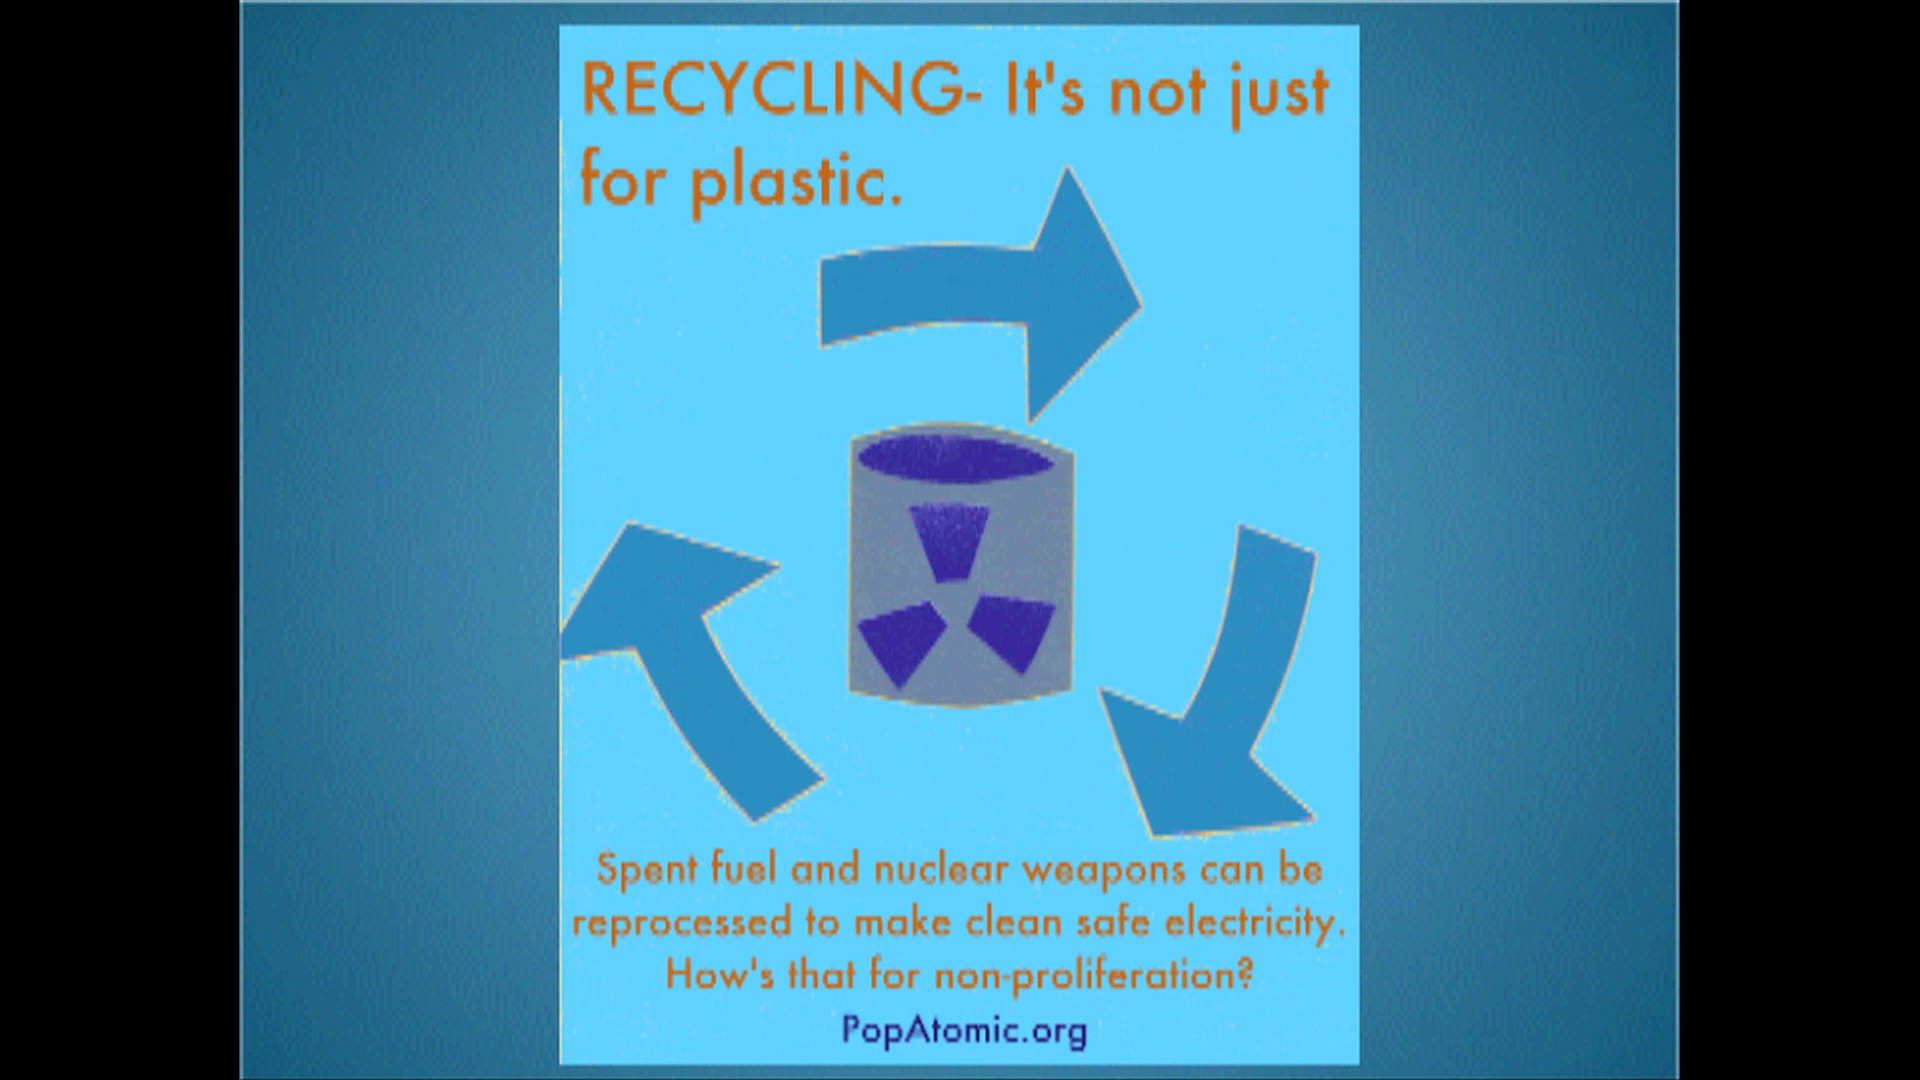 RECYCLING- It's not just
for plastic.
Spent fuel and nuclear weapons can be
reprocessed to make clean safe electricity.
How's that for non-proliferation?
PopAtomic.org